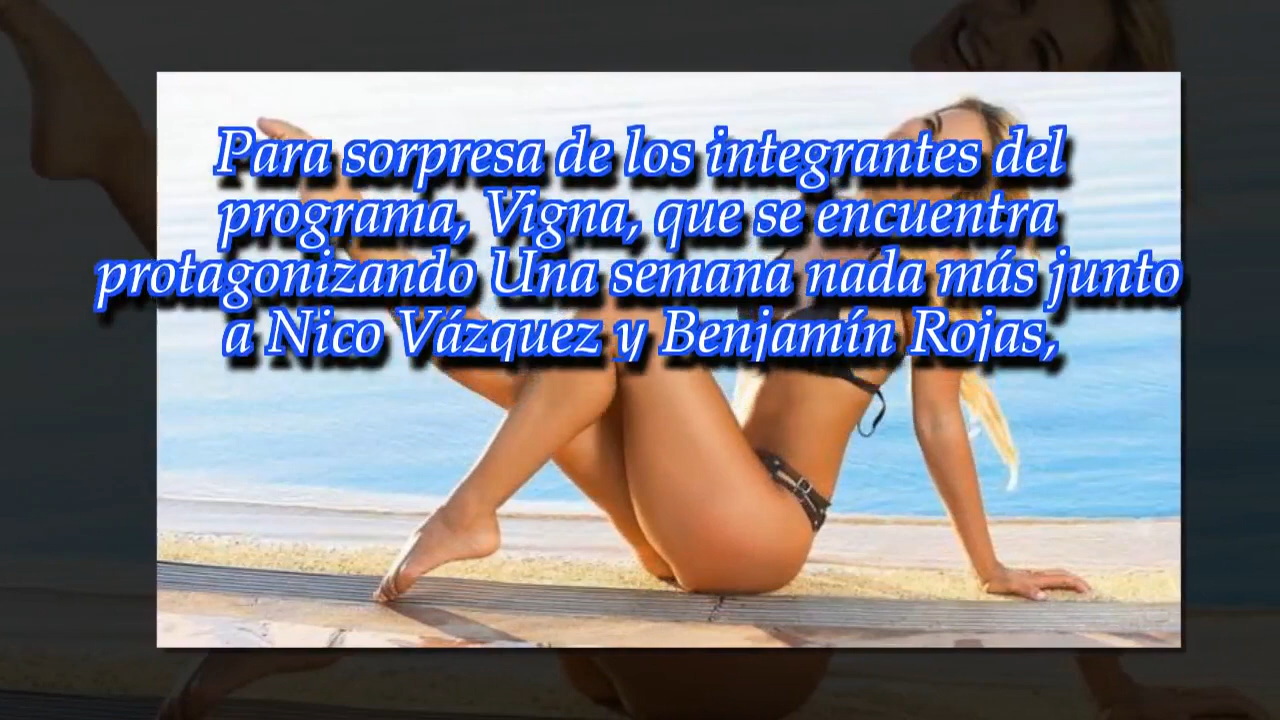 Para sorpresa de los integrantes del
programa, Vigna, que se encuentra
protagonizando Una semana nada más junto
a Nico Vázquez y Benjamín Rojas,